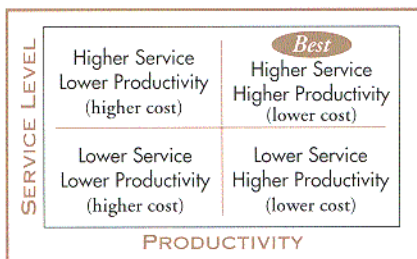 SERVICE LEVEL
Higher Service
Lower Productivity
(higher cost)
Best
Higher Service
Higher Productivity
(lower cost)
Lower Service
Lower Productivity
(higher cost)
Lower Service
Higher Productivity
(lower cost)
PRODUCTIVITY